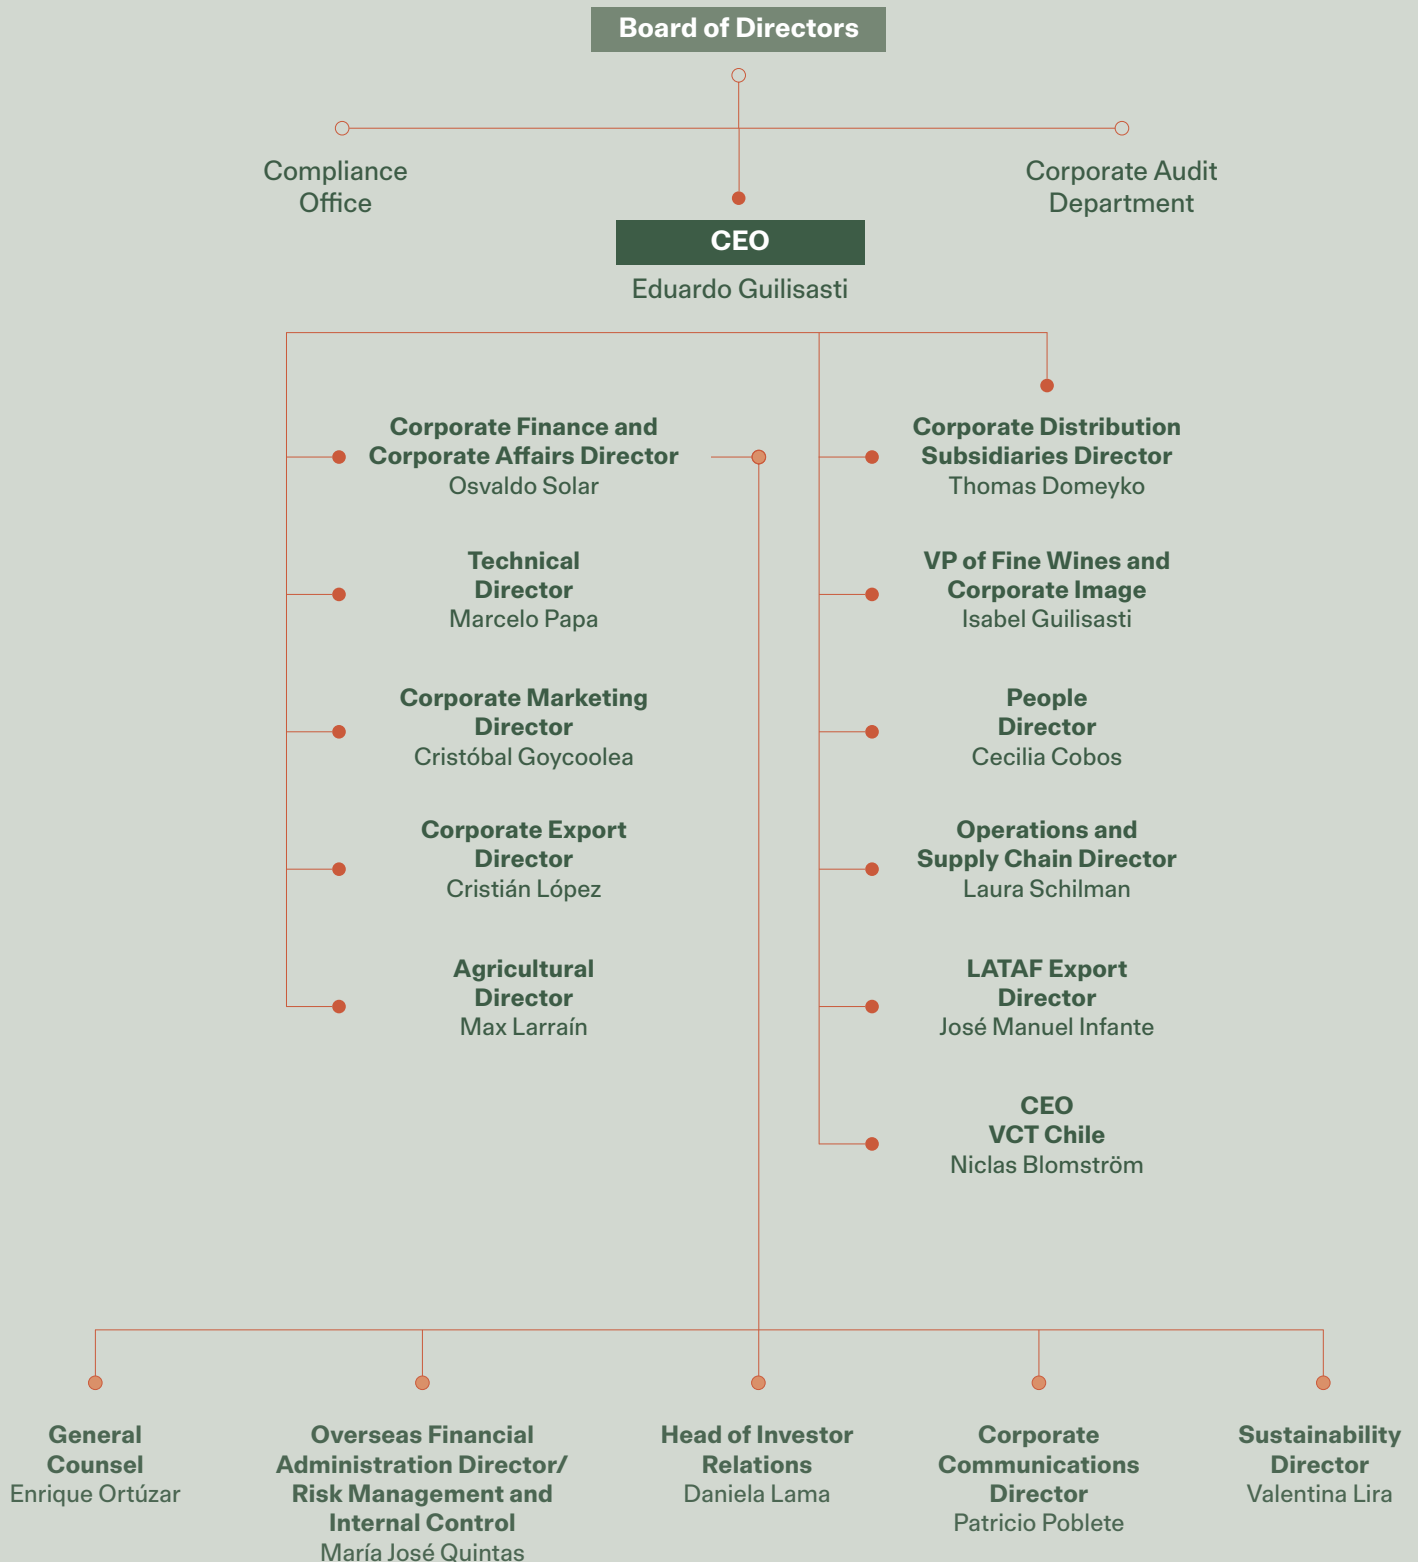 Board of Directors
Compliance
Office
Corporate Audit
Department
CEO
Eduardo Guilisasti
Corporate Finance and
Corporate Affairs Director
Osvaldo Solar
Corporate Distribution
Subsidiaries Director
Thomas Domeyko
Technical
Director
Marcelo Papa
VP of Fine Wines and
Corporate Image
Isabel Guilisasti
Corporate Marketing
Director
Cristóbal Goycoolea
People
Director
Cecilia Cobos
Corporate Export
Director
Cristián López
Operations and
Supply Chain Director
Laura Schilman
Agricultural
Director
Max Larraín
LATAF Export
Director
José Manuel Infante
CEO
VCT Chile
Niclas Blomström
General
Counsel
Enrique Ortúzar
Overseas Financial
Administration Director/
Risk Management and
Internal Control
María José Quintas
Head of Investor
Relations
Daniela Lama
Corporate
Communications
Director
Patricio Poblete
Sustainability
Director
Valentina Lira